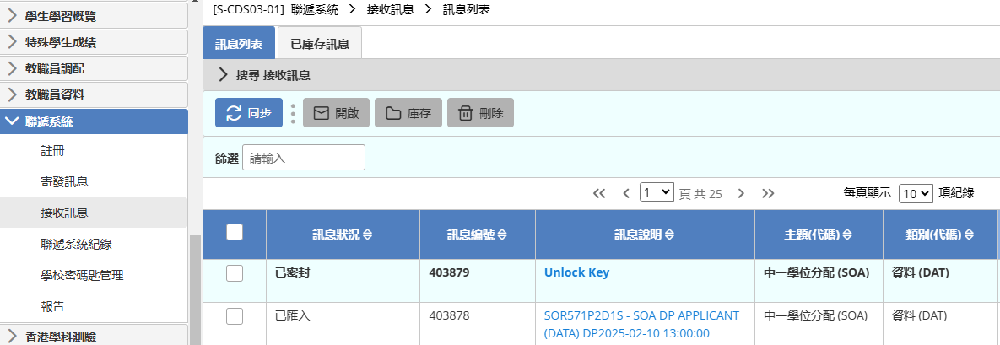 學生學習概覽
特殊學生成績
教職員調配
教職員資料
聯遞系統
註冊
寄發訊息
接收訊息
聯遞系統紀錄
學校密碼匙管理
報告
香港學科測驗
[S-CDS03-01] 聯遞系統 > 接收訊息 > 訊息列表
訊息列表 已庫存訊息
搜尋 接收訊息
同步 開啟 庫存 刪除
篩選 請輸入
1 頁 共 25 每頁顯示 10 項紀錄
訊息狀況 訊息編號 訊息說明 主題(代碼) 類別(代碼)
已密封 403879 Unlock Key 中一學位分配 (SOA) 資料 (DAT)
已匯入 403878 SOR571P2D1S - SOA DP APPLICANT 中一學位分配 (SOA) 資料 (DAT)
(DATA) DP2025-02-10 13:00:00